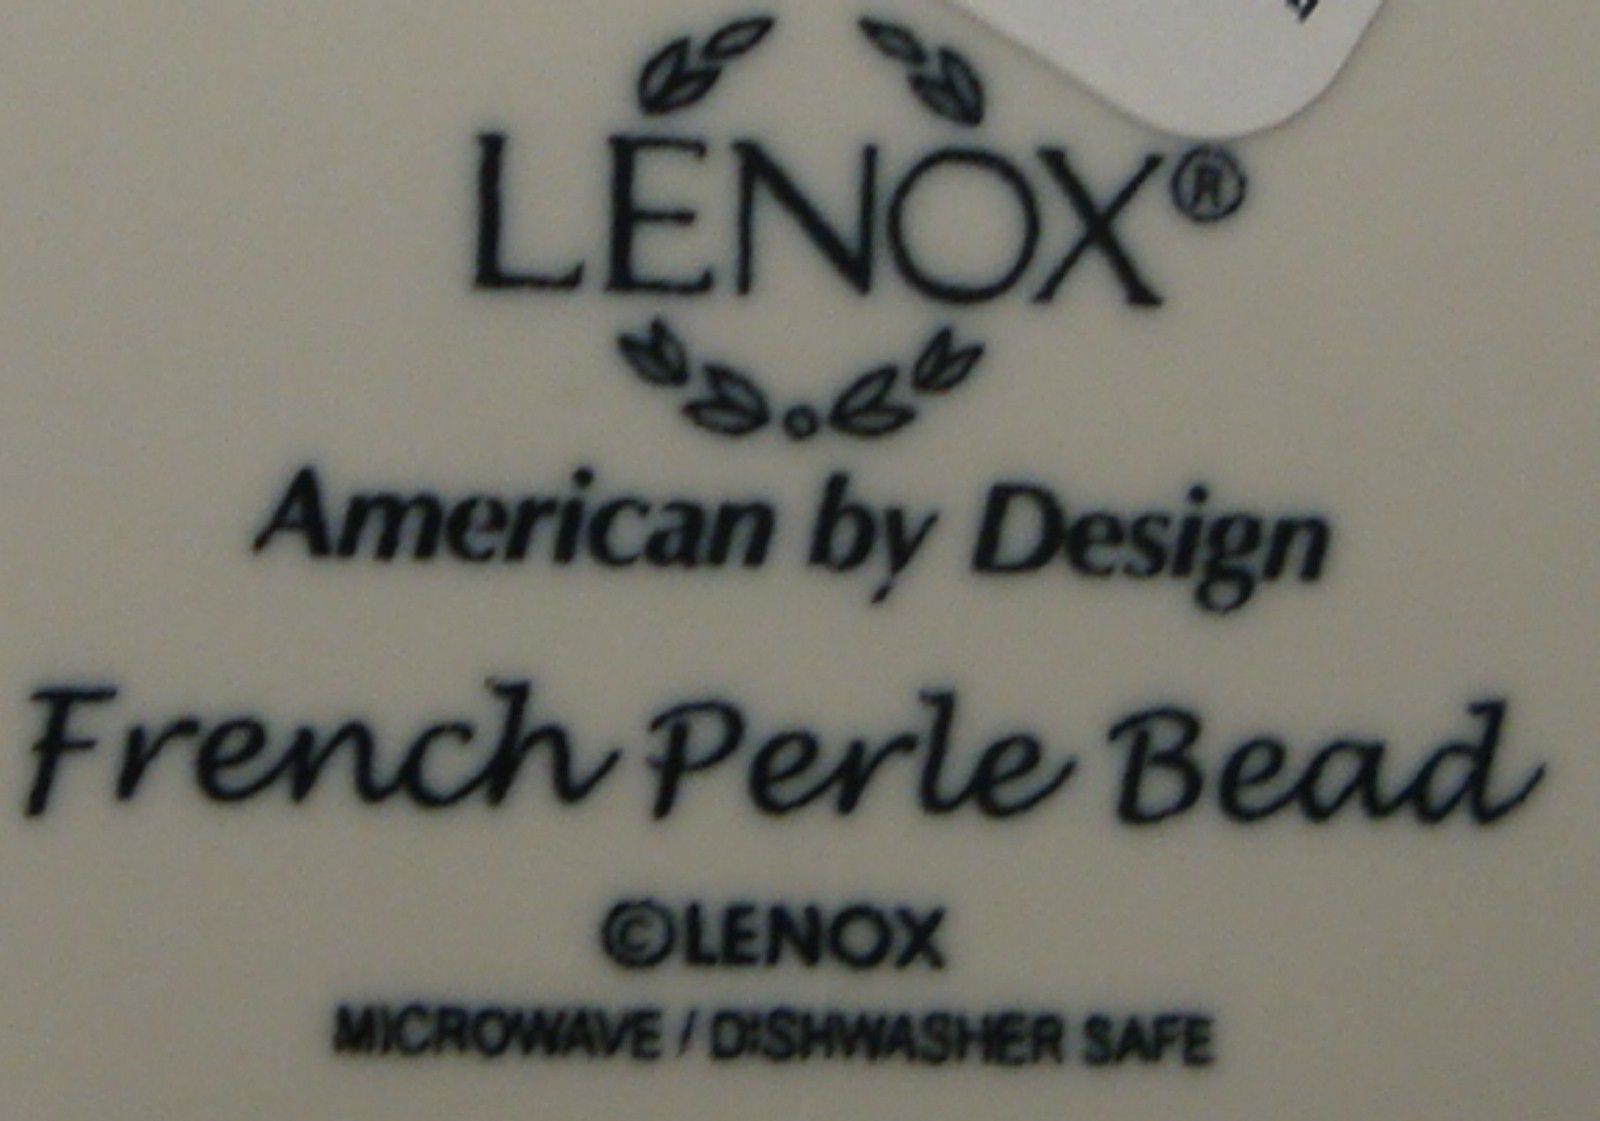 LENOX®
American by Design
French Perle Bead
©LENOX
MICROWAVE / DISHWASHER SAFE